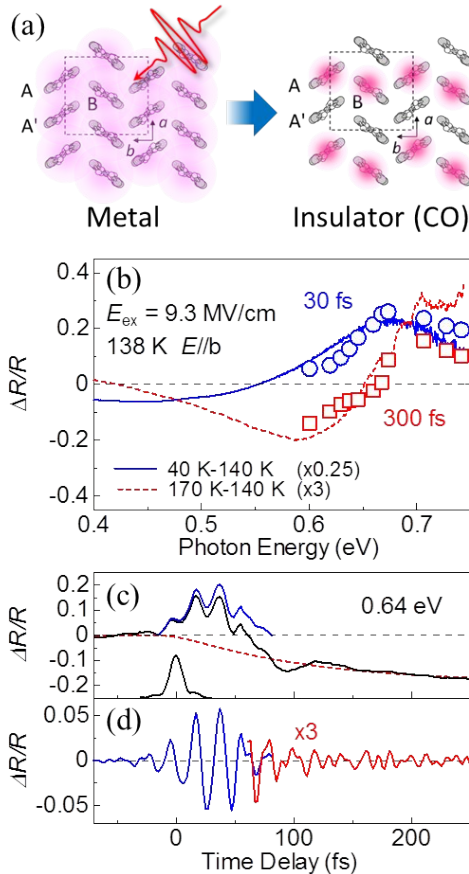 (a)
A
B
A'
a
b
A
B
A'
a
b
Metal
Insulator (CO)
(b)
0.4
0.2
0
-0.2
-0.4
ΔR/R
30 fs
E_ex = 9.3 MV/cm
138 K E//b
300 fs
40 K-140 K (x0.25)
170 K-140 K (x3)
0.4 0.5 0.6 0.7
Photon Energy (eV)
(c)
0.2
0.1
0
-0.1
-0.2
ΔR/R
0.64 eV
(d)
0.05
0
-0.05
ΔR/R
x3
0 100 200
Time Delay (fs)